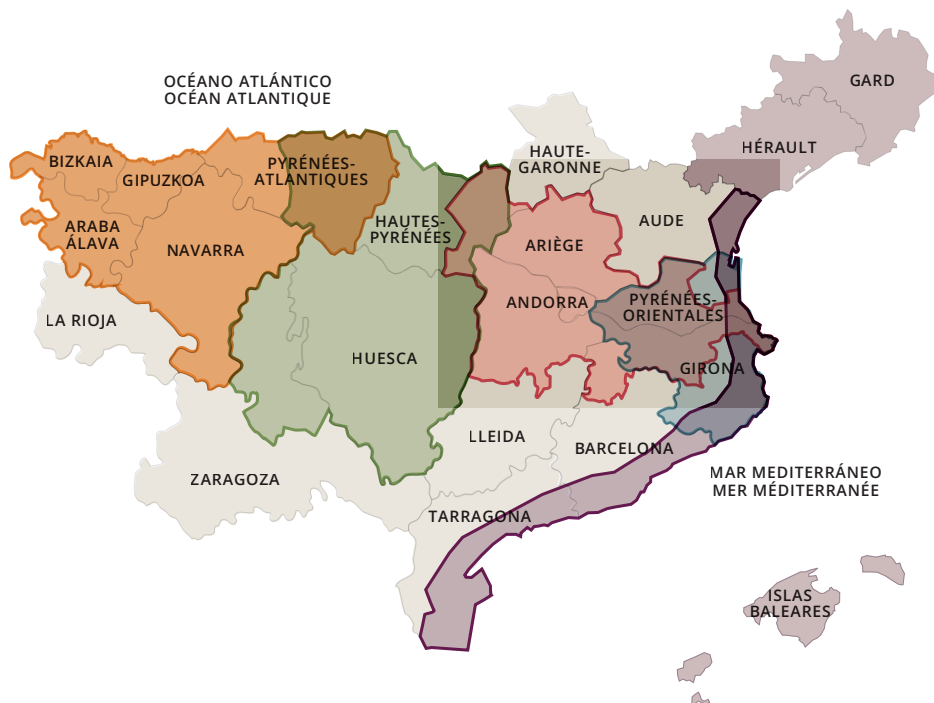 GARD
OCÉANO ATLÁNTICO
OCÉAN ATLANTIQUE
HÉRAULT
HAUTE-
GARONNE
BIZKAIA
GIPUZKOA
PYRÉNÉES-
ATLANTIQUES
HAUTES-
PYRÉNÉES
AUDE
ARABA
ÁLAVA
NAVARRA
ARIÈGE
ANDORRA
PYRÉNÉES-
ORIENTALES
LA RIOJA
HUESCA
GIRONA
LLEIDA
BARCELONA
ZARAGOZA
MAR MEDITERRÁNEO
MER MÉDITERRANÉE
TARRAGONA
ISLAS
BALEARES